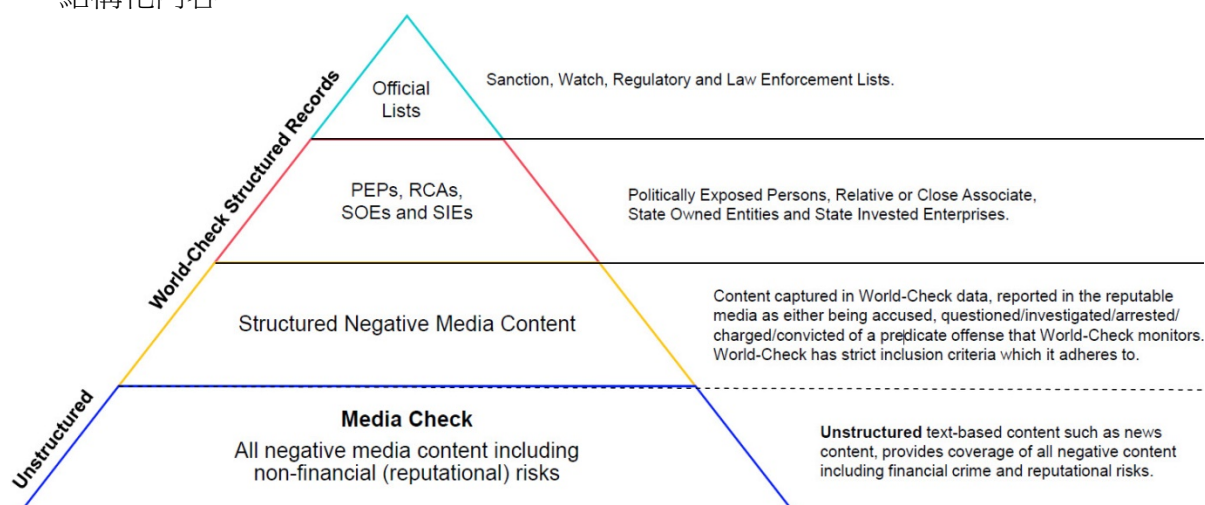 結構化內容
Official
Lists
Sanction, Watch, Regulatory and Law Enforcement Lists.
World-Check Structured Records
PEPs, RCAs,
SOEs and SIEs
Politically Exposed Persons, Relative or Close Associate,
State Owned Entities and State Invested Enterprises.
Structured Negative Media Content
Content captured in World-Check data, reported in the reputable
media as either being accused, questioned/investigated/arrested/
charged/convicted of a predicate offense that World-Check monitors.
World-Check has strict inclusion criteria which it adheres to.
Unstructured
Media Check
All negative media content including
non-financial (reputational) risks
Unstructured text-based content such as news
content, provides coverage of all negative content
including financial crime and reputational risks.